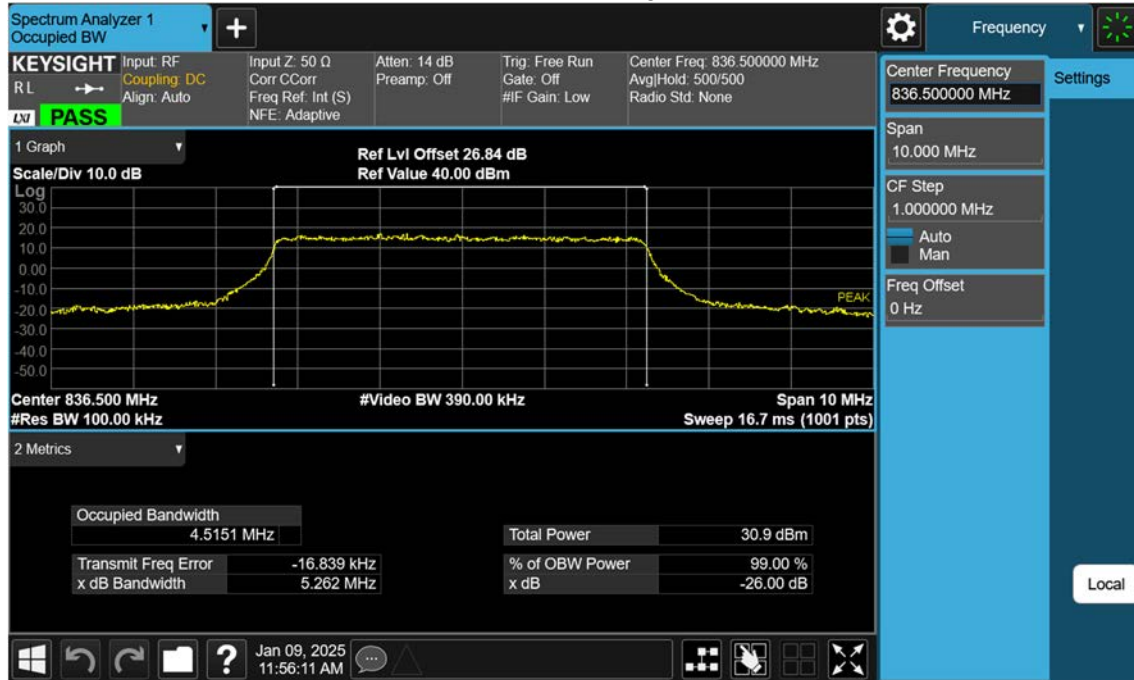 Spectrum Analyzer 1
Occupied BW
+
Frequency
KEYSIGHT
R L
LXI PASS
Input: RF
Coupling: DC
Align: Auto
Input Z: 50 Ω
Corr CCorr
Freq Ref: Int (S)
NFE: Adaptive
Atten: 14 dB
Preamp: Off
Trig: Free Run
Gate: Off
#IF Gain: Low
Center Freq: 836.500000 MHz
Avg|Hold: 500/500
Radio Std: None
Center Frequency
836.500000 MHz
Settings
Span
10.000 MHz
CF Step
1.000000 MHz
Auto
Man
Freq Offset
0 Hz
1 Graph
Scale/Div 10.0 dB
Ref Lvl Offset 26.84 dB
Ref Value 40.00 dBm
Log
30.0
20.0
10.0
0.00
-10.0
-20.0
-30.0
-40.0
-50.0
PEAK
Center 836.500 MHz
#Video BW 390.00 kHz
Span 10 MHz
#Res BW 100.00 kHz
Sweep 16.7 ms (1001 pts)
2 Metrics
Occupied Bandwidth
4.5151 MHz
Total Power 30.9 dBm
Transmit Freq Error -16.839 kHz
% of OBW Power 99.00 %
x dB Bandwidth 5.262 MHz
x dB -26.00 dB
Local
?
Jan 09, 2025
11:56:11 AM